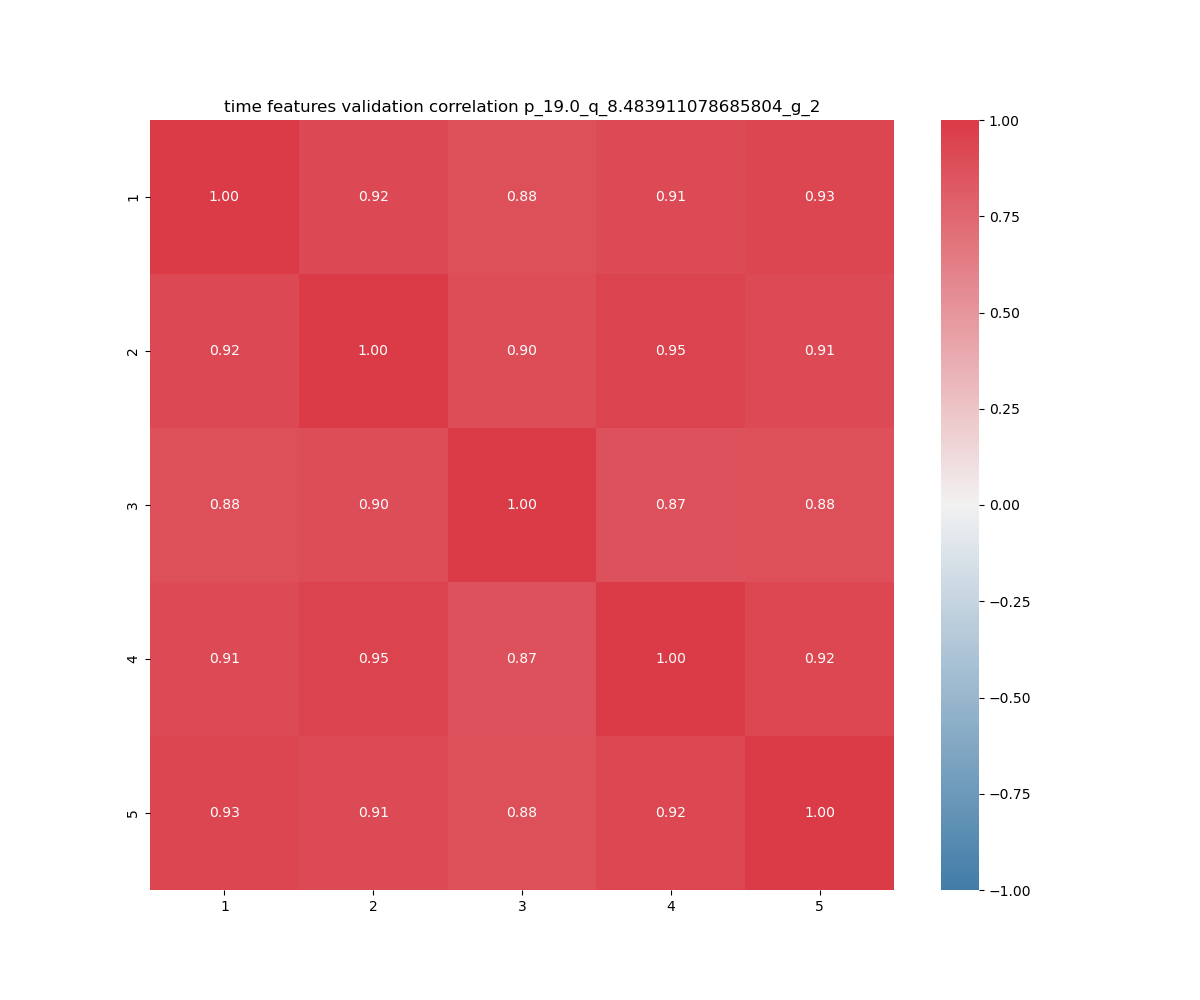 time features validation correlation p_19.0_q_8.483911078685804_g_2
1 1.00 0.92 0.88 0.91 0.93
2 0.92 1.00 0.90 0.95 0.91
3 0.88 0.90 1.00 0.87 0.88
4 0.91 0.95 0.87 1.00 0.92
5 0.93 0.91 0.88 0.92 1.00
1 2 3 4 5
1.00
0.75
0.50
0.25
0.00
−0.25
−0.50
−0.75
−1.00